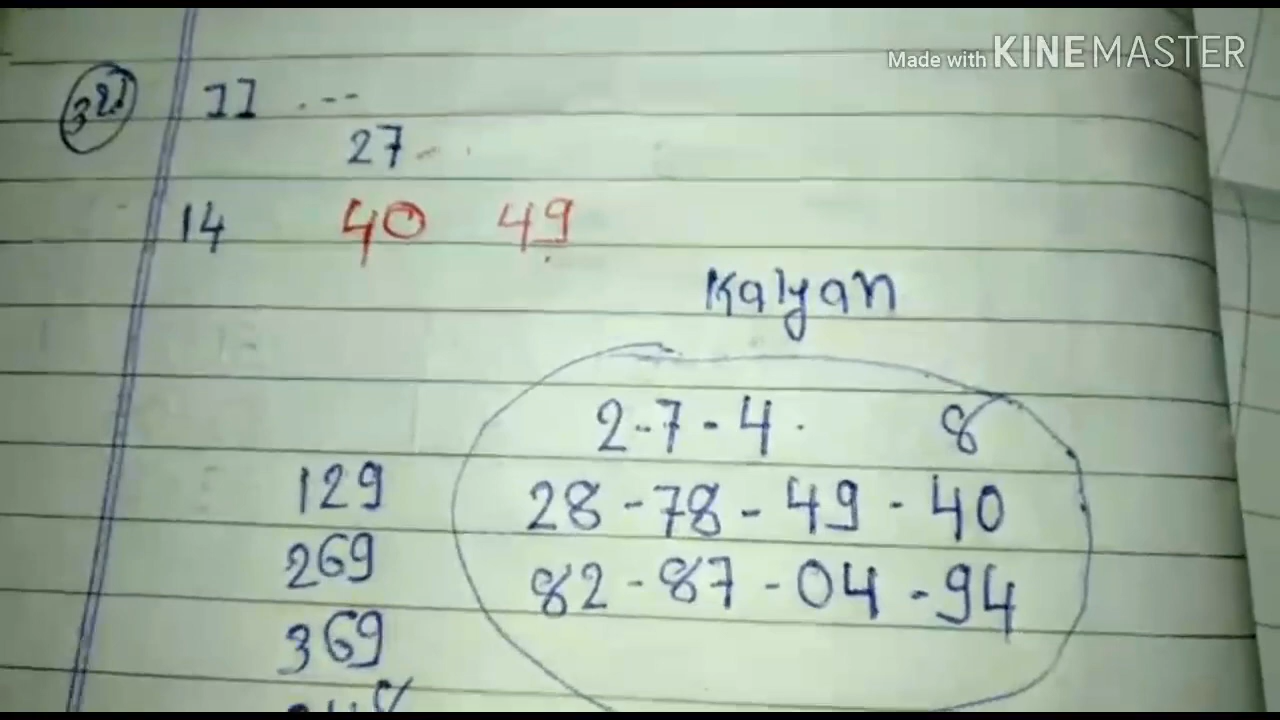 Made with KINEMASTER
II ---
27
14 40 49
Kalyan
2-7-4. 8
129
28-78-49-40
269
82-87-04-94
369